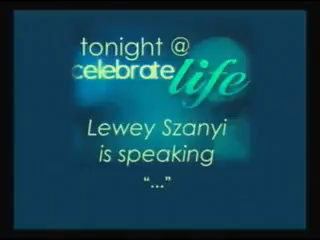 tonight @
celebrate life
Lewey Szanyi
is speaking
“...”